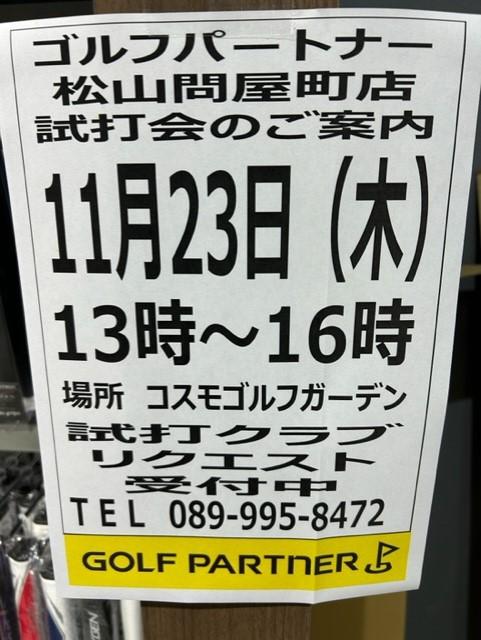 ゴルフパートナー
松山問屋町店
試打会のご案内
11月23日（木）
13時～16時
場所 コスモゴルフガーデン
試打クラブ
リクエスト
受付中
TEL 089-995-8472
GOLF PARTNER